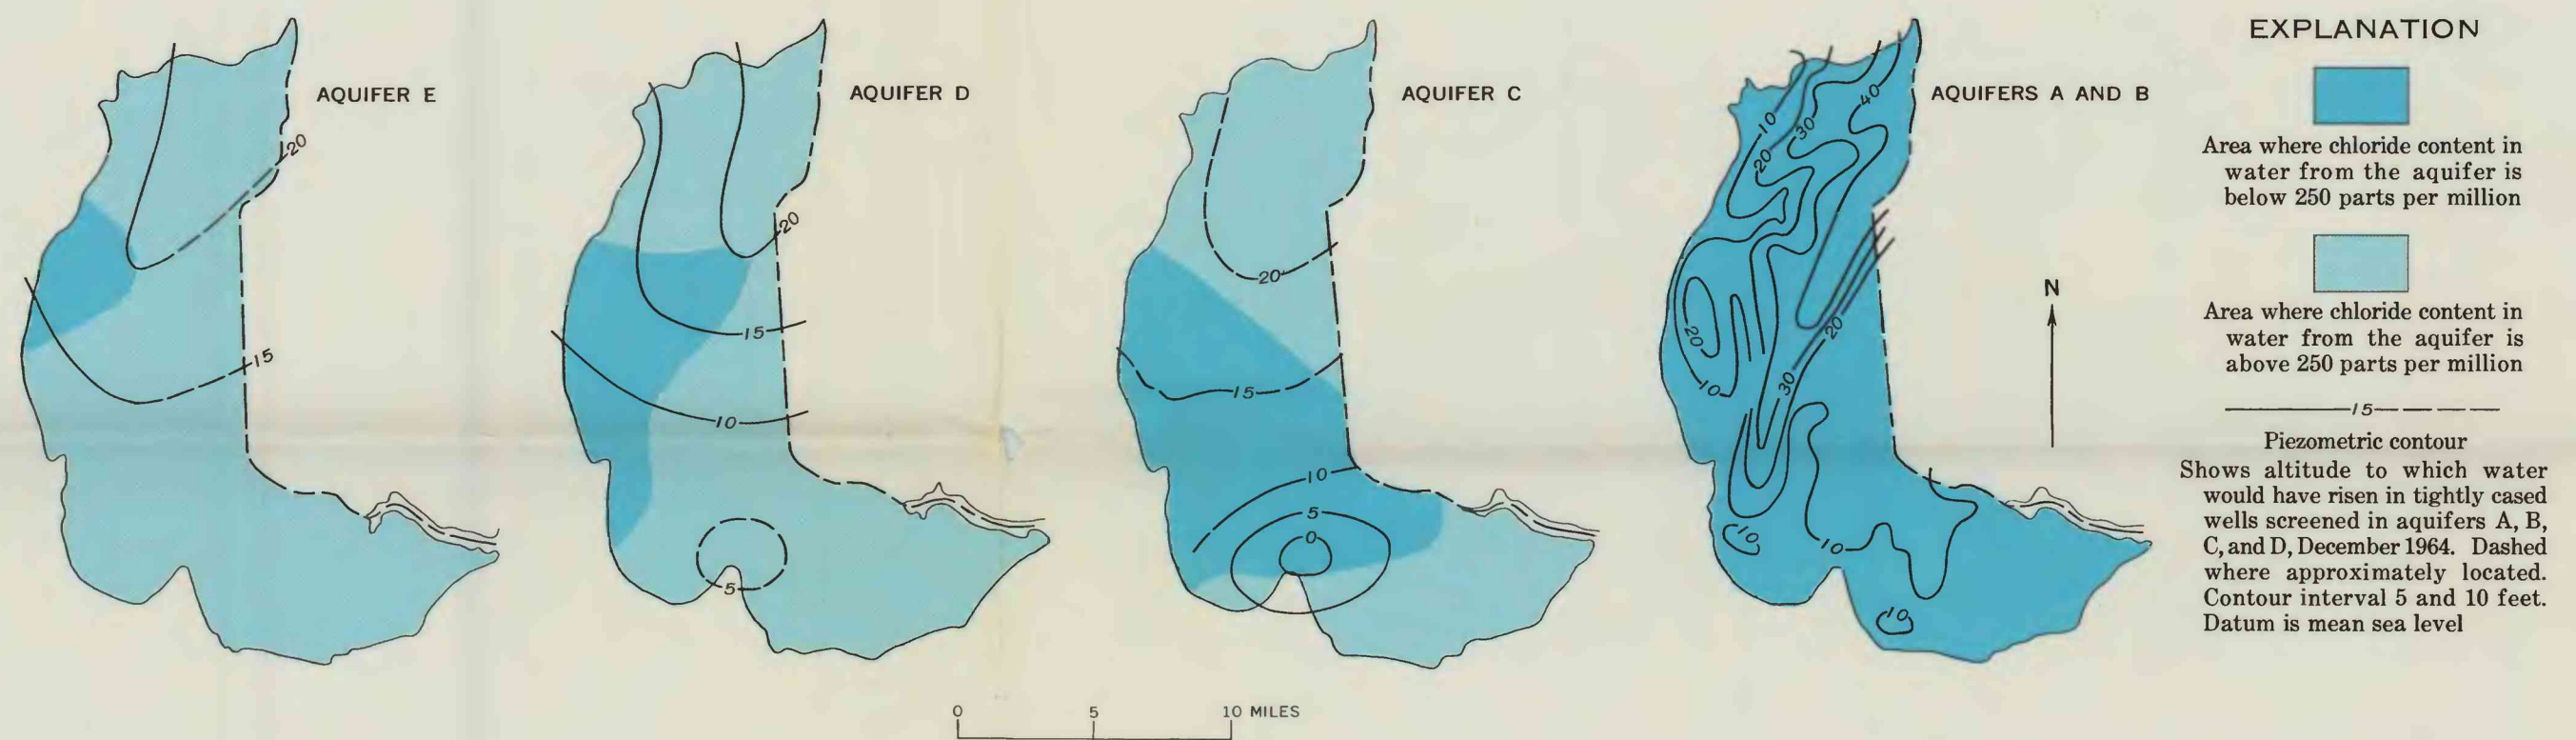 AQUIFER E
20
15
AQUIFER D
20
15
10
5
AQUIFER C
20
15
10
5
0
AQUIFERS A AND B
10
20
30
40
20
10
20
30
10
10
10
N
0 5 10 MILES
EXPLANATION
Area where chloride content in
water from the aquifer is
below 250 parts per million
Area where chloride content in
water from the aquifer is
above 250 parts per million
15
Piezometric contour
Shows altitude to which water
would have risen in tightly cased
wells screened in aquifers A, B,
C, and D, December 1964. Dashed
where approximately located.
Contour interval 5 and 10 feet.
Datum is mean sea level